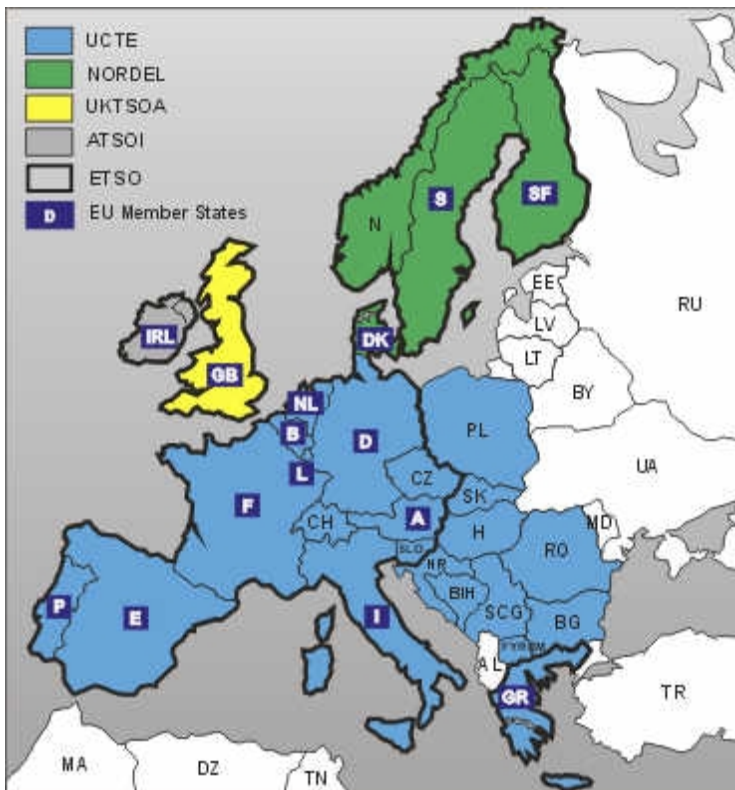 UCTE
NORDEL
UKTSOA
ATSOI
ETSO
D EU Member States
N
S
SF
EE
RU
LV
IRL
DK
LT
GB
BY
NL
B
D
PL
L
CZ
UA
SK
F
CH
A
H
MD
SLO
RO
HR
BIH
SCG
P
E
I
BG
FYROM
AL
GR
TR
MA
DZ
TN